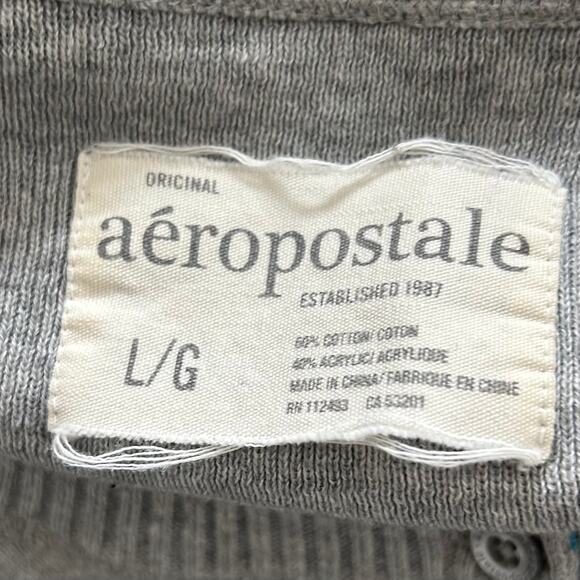 ORIGINAL
aéropostale
ESTABLISHED 1987
L/G
60% COTTON/COTON
40% ACRYLIC/AGRYLIQUE
MADE IN CHINA/FABRIQUE EN CHINE
RN 112493 CA 53201